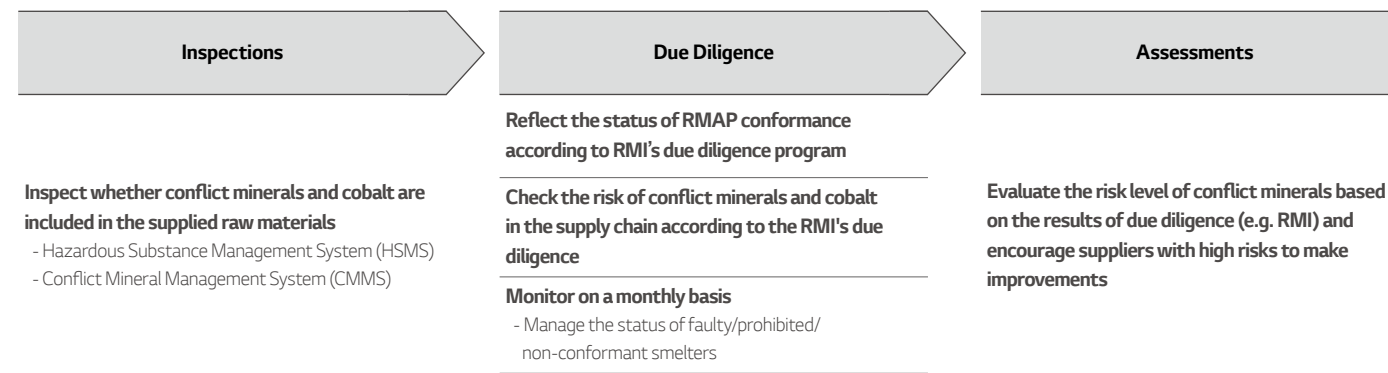 Inspections
Inspect whether conflict minerals and cobalt are
included in the supplied raw materials
- Hazardous Substance Management System (HSMS)
- Conflict Mineral Management System (CMMS)
Due Diligence
Reflect the status of RMAP conformance
according to RMI’s due diligence program
Check the risk of conflict minerals and cobalt
in the supply chain according to the RMI's due
diligence
Monitor on a monthly basis
- Manage the status of faulty/prohibited/
non-conformant smelters
Assessments
Evaluate the risk level of conflict minerals based
on the results of due diligence (e.g. RMI) and
encourage suppliers with high risks to make
improvements